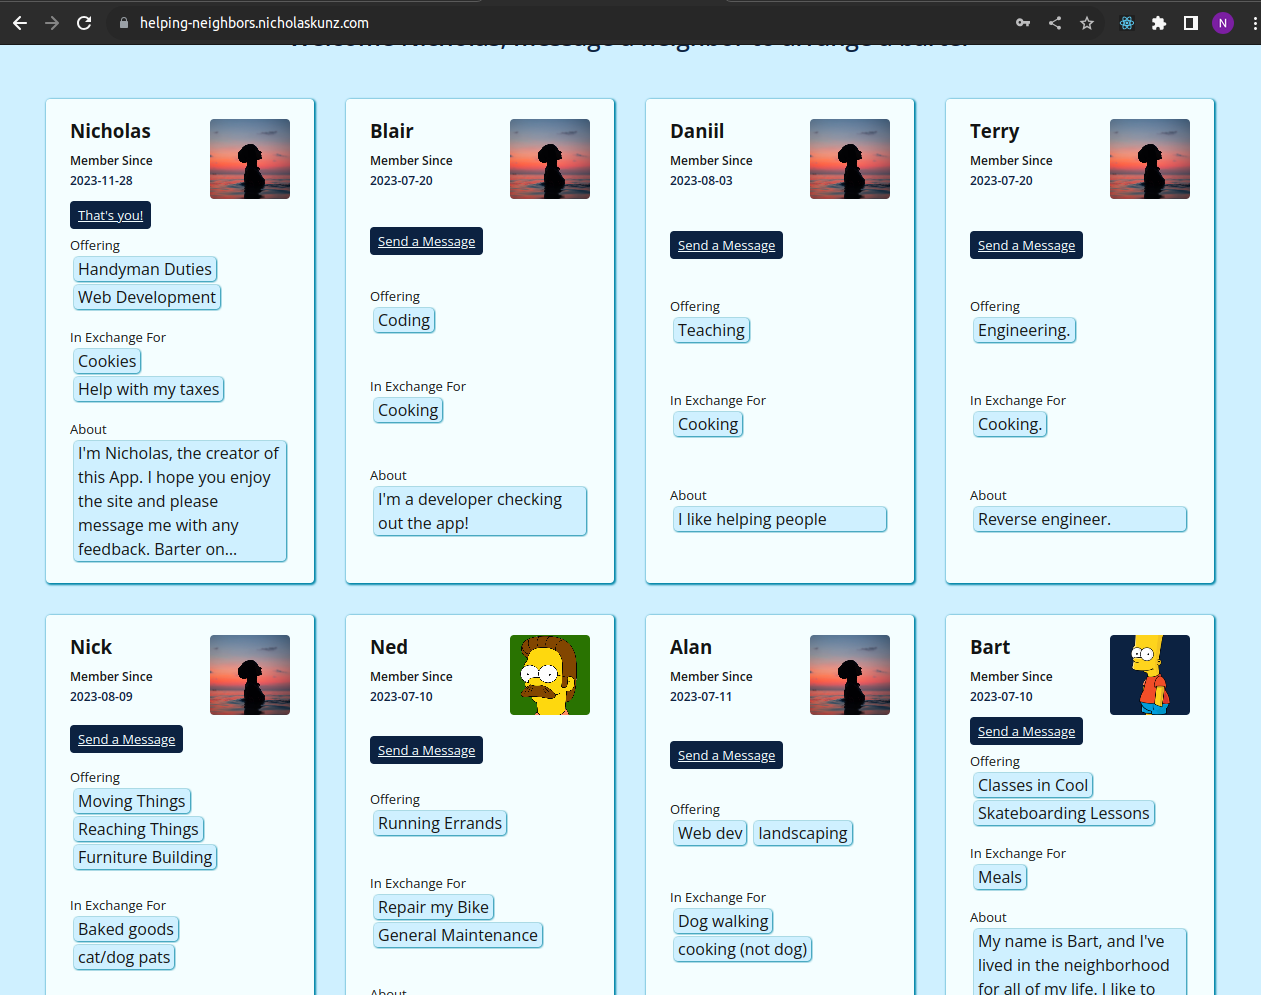 helping-neighbors.nicholaskunz.com
N
Welcome Nicholas, message a neighbor to arrange a barter
Nicholas
Member Since
2023-11-28
That's you!
Offering
Handyman Duties
Web Development
In Exchange For
Cookies
Help with my taxes
About
I'm Nicholas, the creator of
this App. I hope you enjoy
the site and please
message me with any
feedback. Barter on...
Blair
Member Since
2023-07-20
Send a Message
Offering
Coding
In Exchange For
Cooking
About
I'm a developer checking
out the app!
Daniil
Member Since
2023-08-03
Send a Message
Offering
Teaching
In Exchange For
Cooking
About
I like helping people
Terry
Member Since
2023-07-20
Send a Message
Offering
Engineering.
In Exchange For
Cooking.
About
Reverse engineer.
Nick
Member Since
2023-08-09
Send a Message
Offering
Moving Things
Reaching Things
Furniture Building
In Exchange For
Baked goods
cat/dog pats
Ned
Member Since
2023-07-10
Send a Message
Offering
Running Errands
In Exchange For
Repair my Bike
General Maintenance
About
Alan
Member Since
2023-07-11
Send a Message
Offering
Web dev landscaping
In Exchange For
Dog walking
cooking (not dog)
Bart
Member Since
2023-07-10
Send a Message
Offering
Classes in Cool
Skateboarding Lessons
In Exchange For
Meals
About
My name is Bart, and I've
lived in the neighborhood
for all of my life. I like to